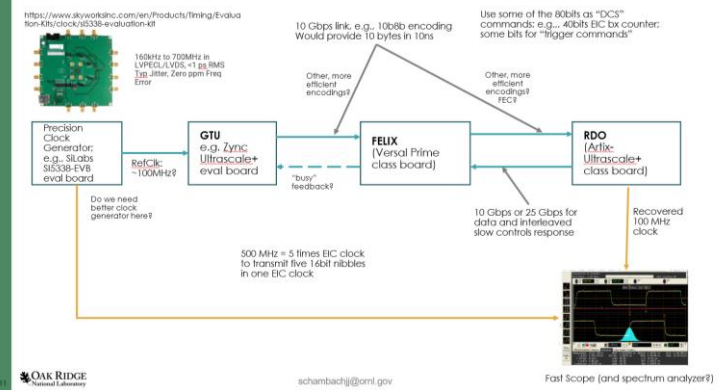 https://www.skyworksinc.com/en/Products/Timing/Evalua
tion-Kits/clock/si5338-evaluation-kit
160kHz to 700MHz in
LVPECL/LVDS, <1 ps RMS
Typ Jitter, Zero ppm Freq
Error
10 Gbps link, e.g., 10b8b encoding
Would provide 10 bytes in 10ns
Use some of the 80bits as "DCS"
commands; e.g... 40bits EIC bx counter;
some bits for "trigger commands"
Other, more
efficient
encodings?
Other, more
efficient
encodings?
FEC?
Precision
Clock
Generator;
e.g., SiLabs
SI5338-EVB
eval board
RefClk:
~100MHz?
GTU
e.g. Zync
Ultrascale+
eval board
"busy"
feedback?
FELIX
(Versal Prime
class board)
RDO
(Artix-
Ultrascale+
class board)
Do we need
better clock
generator here?
10 Gbps or 25 Gbps for
data and interleaved
slow controls response
Recovered
100 MHz
clock
500 MHz = 5 times EIC clock
to transmit five 16bit nibbles
in one EIC clock
11
OAK RIDGE
National Laboratory
schambachjj@ornl.gov
Fast Scope (and spectrum analyzer?)